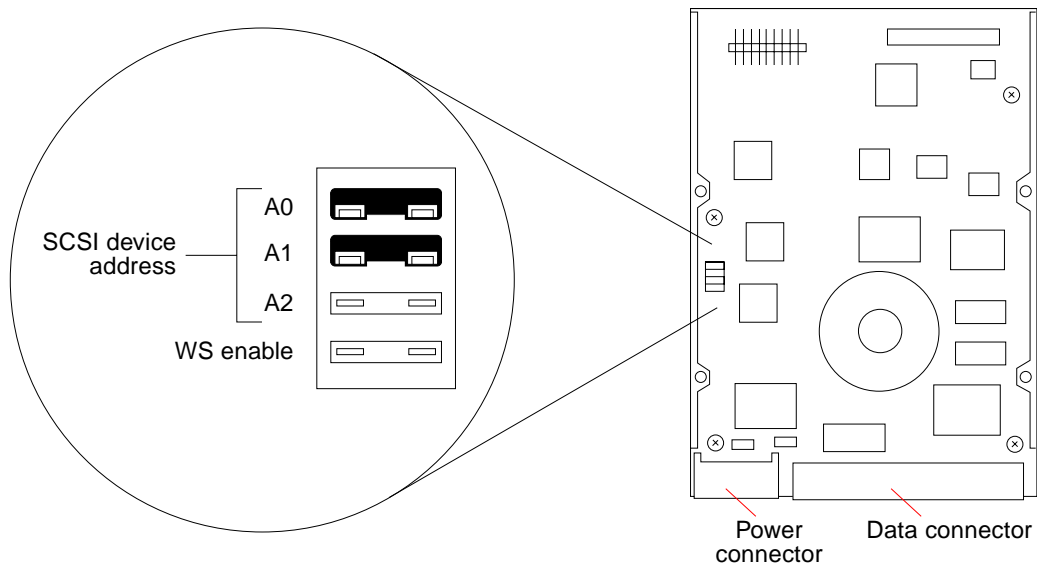 A0
SCSI device
address
A1
A2
WS enable
Power
connector
Data connector